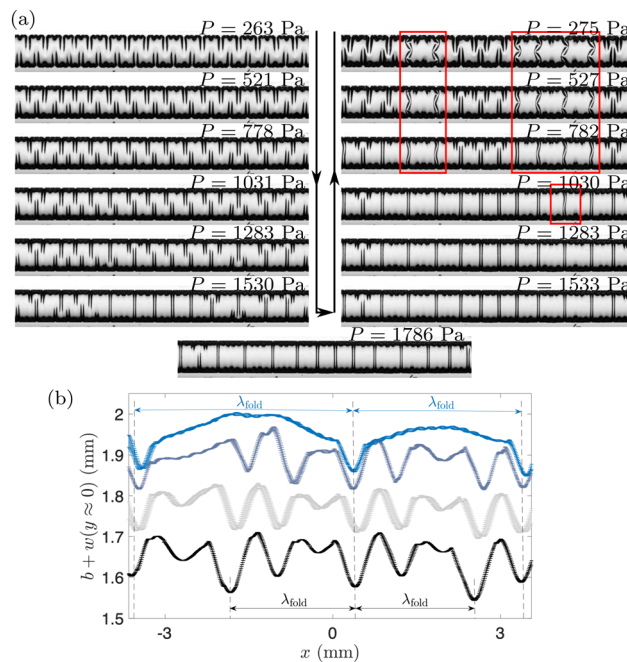 (a)
P = 263 Pa
P = 275 Pa
P = 521 Pa
P = 527 Pa
P = 778 Pa
P = 782 Pa
P = 1031 Pa
P = 1030 Pa
P = 1283 Pa
P = 1283 Pa
P = 1530 Pa
P = 1533 Pa
P = 1786 Pa
(b)
λfold
λfold
2
1.9
1.8
1.7
1.6
1.5
b + w(y ≈ 0) (mm)
λfold
λfold
-3
0
3
x (mm)